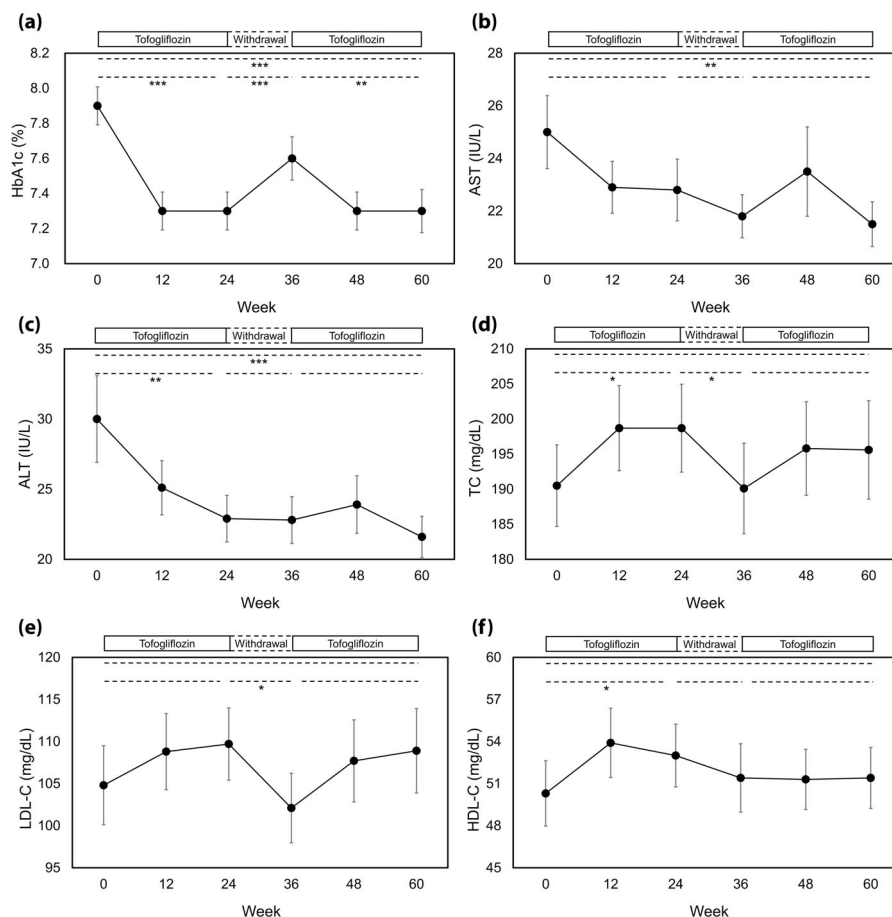 (a)
Tofogliflozin Withdrawal Tofogliflozin
8.2
8.0
7.8
7.6
7.4
7.2
7.0
HbA1c (%)
***
*** *** **
0 12 24 36 48 60
Week
(b)
Tofogliflozin Withdrawal Tofogliflozin
28
26
24
22
20
AST (IU/L)
**
0 12 24 36 48 60
Week
(c)
Tofogliflozin Withdrawal Tofogliflozin
35
30
25
20
ALT (IU/L)
***
**
0 12 24 36 48 60
Week
(d)
Tofogliflozin Withdrawal Tofogliflozin
210
205
200
195
190
185
180
TC (mg/dL)
* *
0 12 24 36 48 60
Week
(e)
Tofogliflozin Withdrawal Tofogliflozin
120
115
110
105
100
95
LDL-C (mg/dL)
*
0 12 24 36 48 60
Week
(f)
Tofogliflozin Withdrawal Tofogliflozin
60
57
54
51
48
45
HDL-C (mg/dL)
*
0 12 24 36 48 60
Week